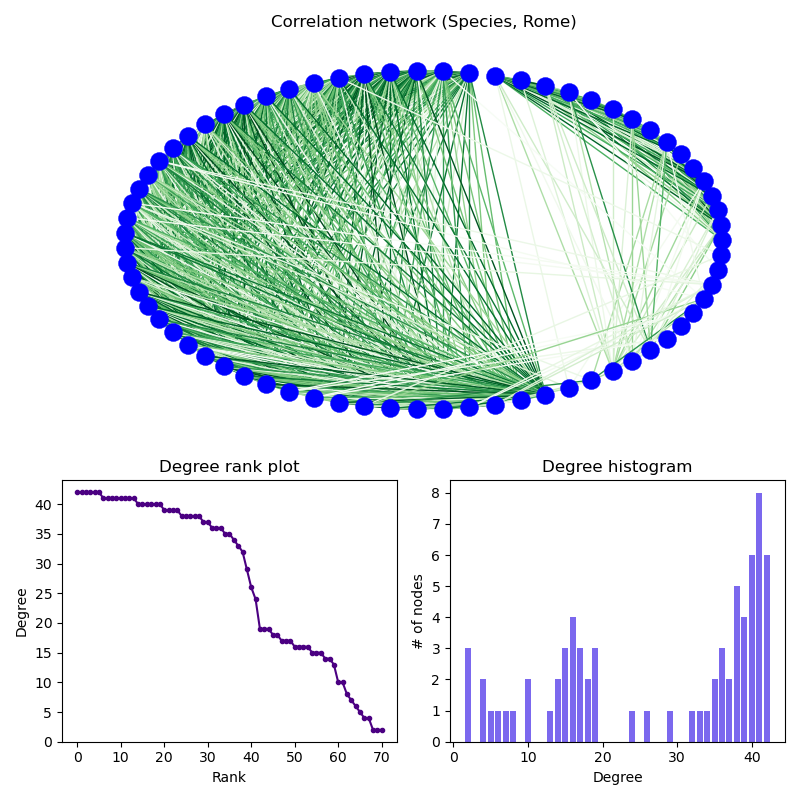 Correlation network (Species, Rome)
Degree rank plot
Degree
40
35
30
25
20
15
10
5
0
0 10 20 30 40 50 60 70
Rank
Degree histogram
# of nodes
8
7
6
5
4
3
2
1
0
0 10 20 30 40
Degree